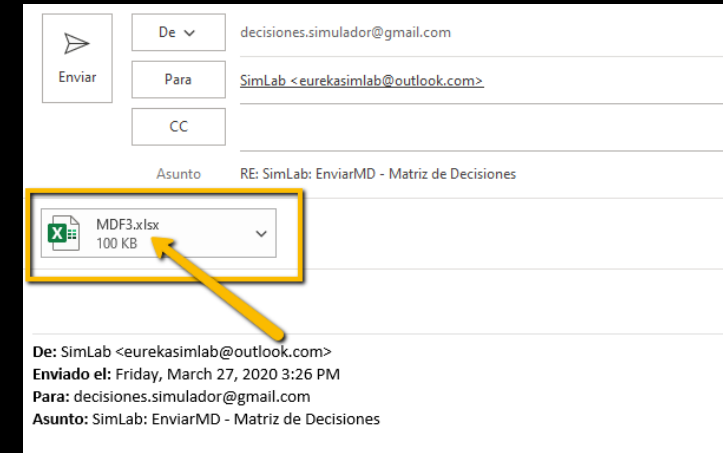 De
decisiones.simulador@gmail.com
Enviar
Para
SimLab <eurekasimlab@outlook.com>
CC
Asunto
RE: SimLab: EnviarMD - Matriz de Decisiones
MDF3.xlsx
100 KB
De: SimLab <eurekasimlab@outlook.com>
Enviado el: Friday, March 27, 2020 3:26 PM
Para: decisiones.simulador@gmail.com
Asunto: SimLab: EnviarMD - Matriz de Decisiones